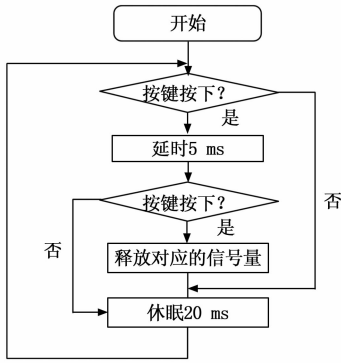 开始
按键按下？
是
延时5 ms
按键按下？
否
是
否
释放对应的信号量
休眠20 ms